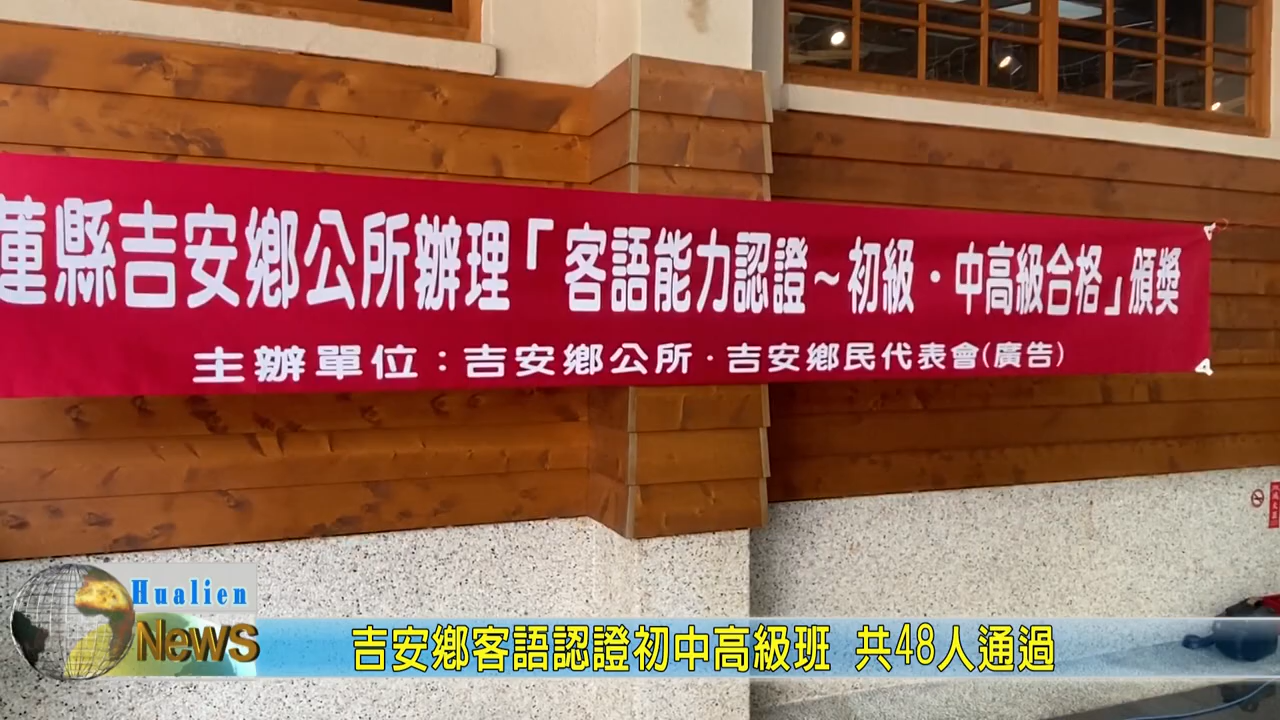 蓮縣吉安鄉公所辦理「客語能力認證～初級・中高級合格」頒獎
主辦單位：吉安鄉公所・吉安鄉民代表會(廣告)
Hualien
News
吉安鄉客語認證初中高級班 共48人通過